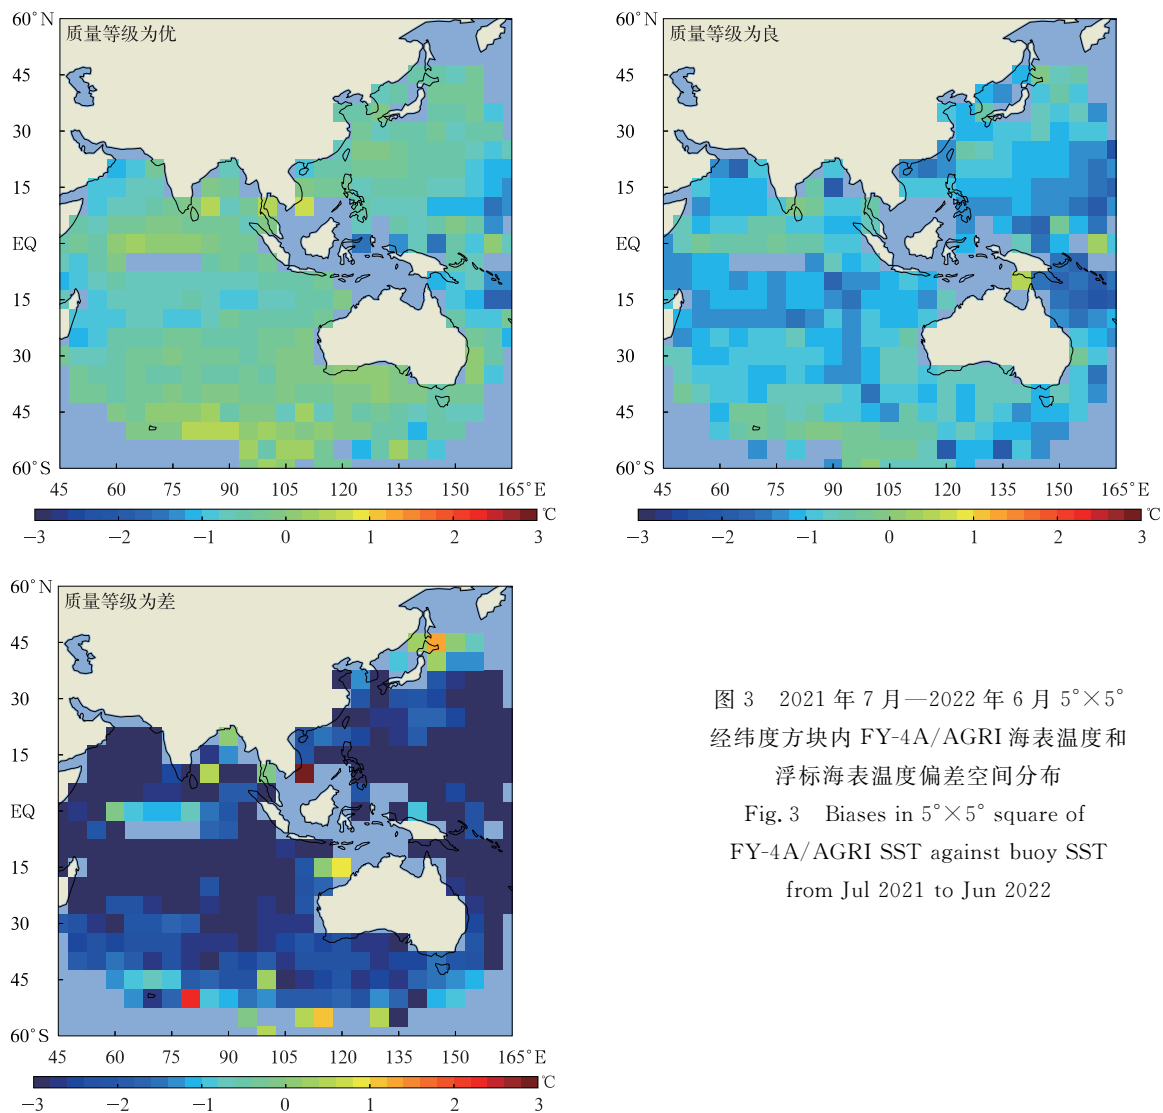 质量等级为优
60°N
45
30
15
EQ
15
30
45
60°S
45 60 75 90 105 120 135 150 165°E
℃
−3 −2 −1 0 1 2 3
质量等级为良
60°N
45
30
15
EQ
15
30
45
60°S
45 60 75 90 105 120 135 150 165°E
℃
−3 −2 −1 0 1 2 3
质量等级为差
60°N
45
30
15
EQ
15
30
45
60°S
45 60 75 90 105 120 135 150 165°E
℃
−3 −2 −1 0 1 2 3
图 3 2021 年 7 月—2022 年 6 月 5°×5°
经纬度方块内 FY-4A/AGRI 海表温度和
浮标海表温度偏差空间分布
Fig. 3 Biases in 5°×5° square of
FY-4A/AGRI SST against buoy SST
from Jul 2021 to Jun 2022